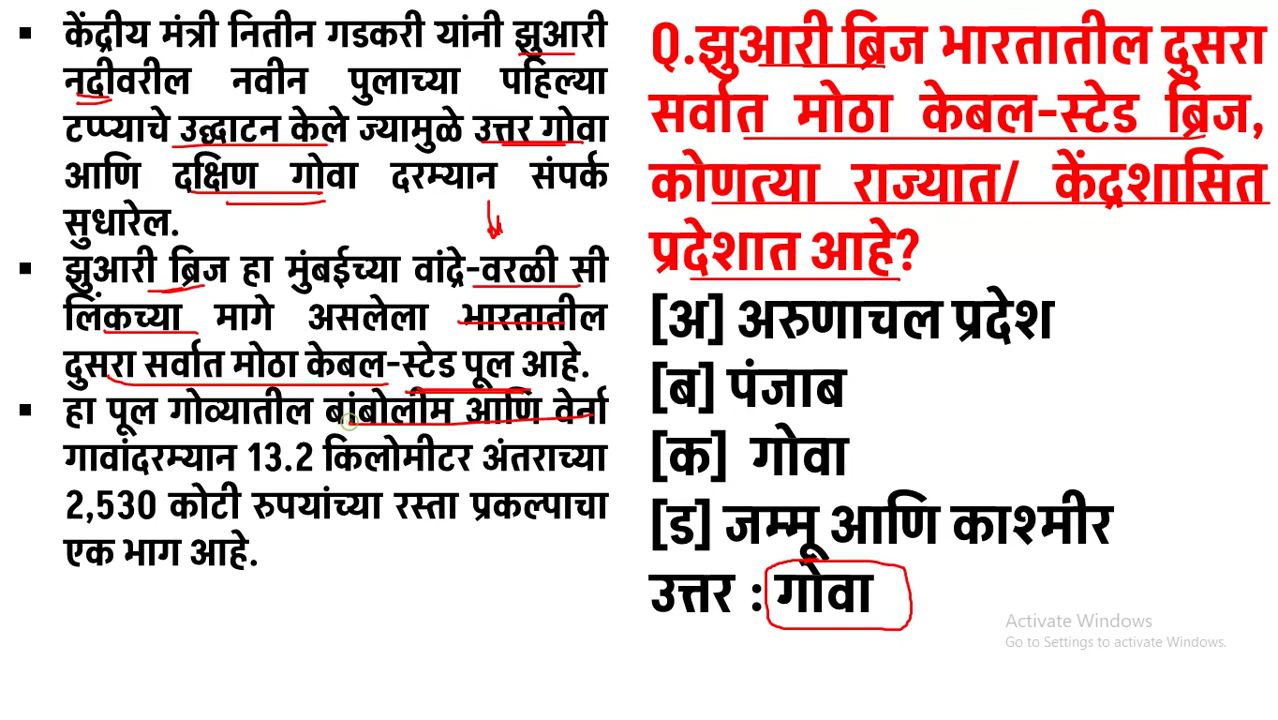 ▪ केंद्रीय मंत्री नितीन गडकरी यांनी झुआरी
नदीवरील नवीन पुलाच्या पहिल्या
टप्प्याचे उद्घाटन केले ज्यामुळे उत्तर गोवा
आणि दक्षिण गोवा दरम्यान संपर्क
सुधारेल.
▪ झुआरी ब्रिज हा मुंबईच्या वांद्रे-वरळी सी
लिंकच्या मागे असलेला भारतातील
दुसरा सर्वात मोठा केबल-स्टेड पूल आहे.
▪ हा पूल गोव्यातील बांबोलीम आणि वेर्ना
गावांदरम्यान 13.2 किलोमीटर अंतराच्या
2,530 कोटी रुपयांच्या रस्ता प्रकल्पाचा
एक भाग आहे.
Q.झुआरी ब्रिज भारतातील दुसरा
सर्वात मोठा केबल-स्टेड ब्रिज,
कोणत्या राज्यात/ केंद्रशासित
प्रदेशात आहे?
[अ] अरुणाचल प्रदेश
[ब] पंजाब
[क] गोवा
[ड] जम्मू आणि काश्मीर
उत्तर : गोवा
Activate Windows
Go to Settings to activate Windows.